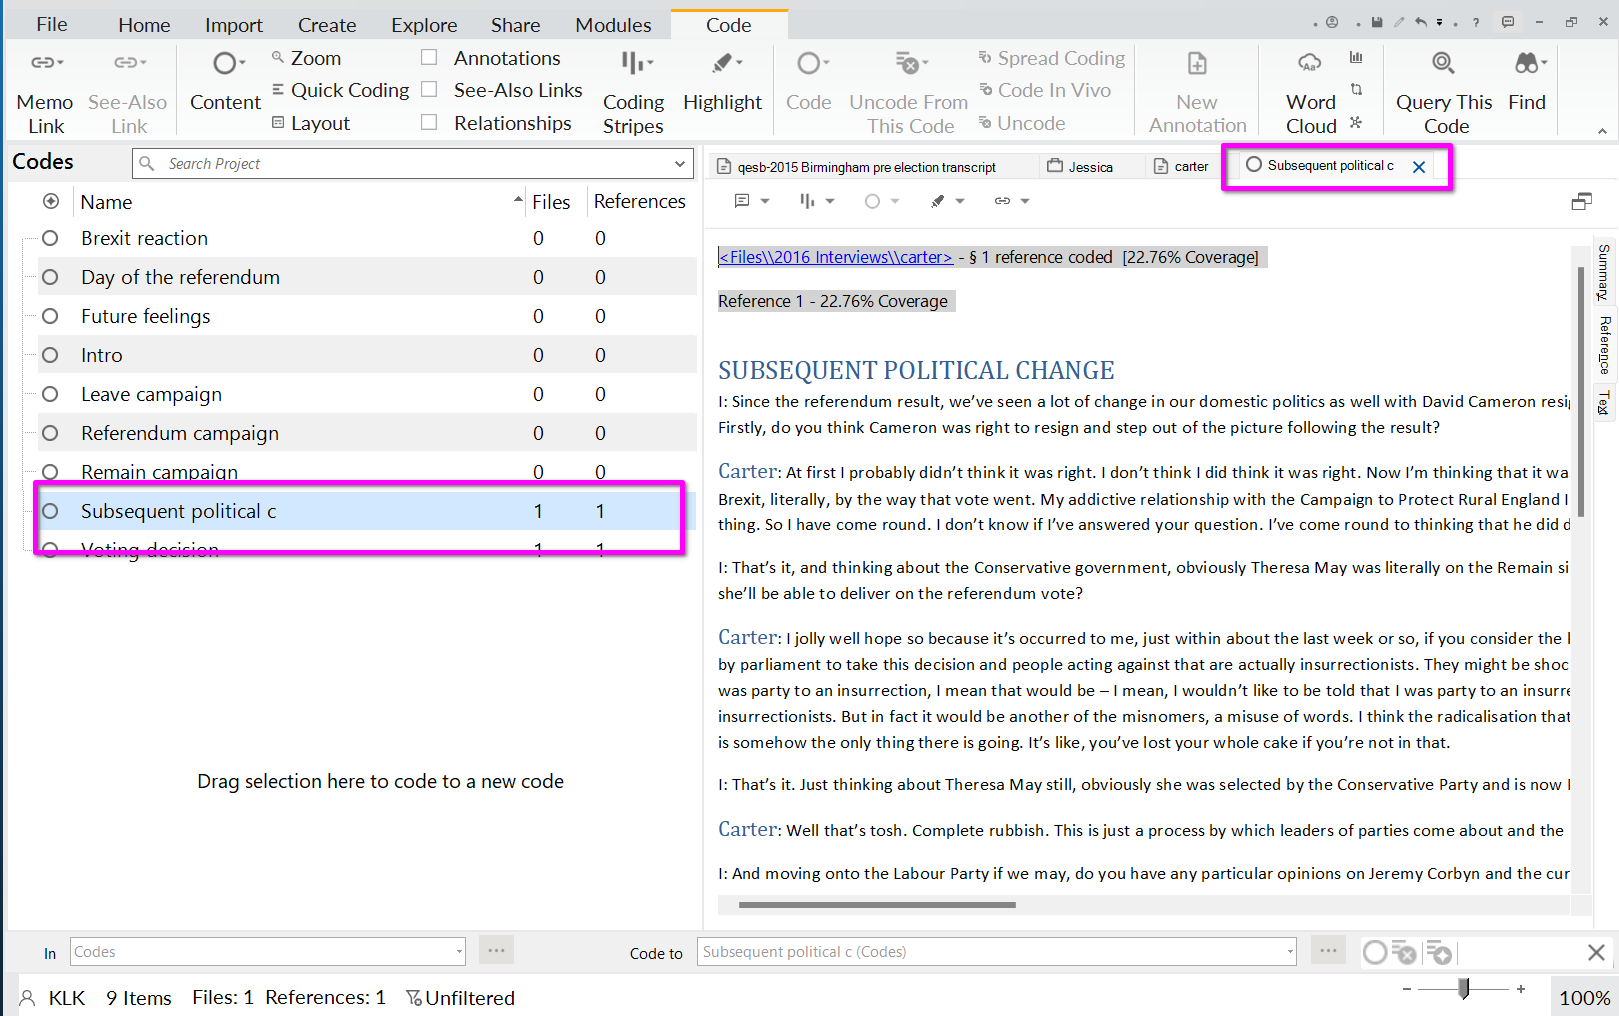 File Home Import Create Explore Share Modules Code
Memo Link
See-Also Link
Content
Zoom
Quick Coding
Layout
Annotations
See-Also Links
Relationships
Coding Stripes
Highlight
Code
Uncode From This Code
Spread Coding
Code In Vivo
Uncode
New Annotation
Word Cloud
Query This Code
Find
Codes
Search Project
qesb-2015 Birmingham pre election transcript
Jessica
carter
Subsequent political c
Name Files References
Brexit reaction 0 0
Day of the referendum 0 0
Future feelings 0 0
Intro 0 0
Leave campaign 0 0
Referendum campaign 0 0
Remain campaign 0 0
Subsequent political c 1 1
Voting decision 1 1
Drag selection here to code to a new code
<Files\\2016 Interviews\\carter> - § 1 reference coded [22.76% Coverage]
Reference 1 - 22.76% Coverage
SUBSEQUENT POLITICAL CHANGE
I: Since the referendum result, we've seen a lot of change in our domestic politics as well with David Cameron resi
Firstly, do you think Cameron was right to resign and step out of the picture following the result?
Carter: At first I probably didn't think it was right. I don't think I did think it was right. Now I'm thinking that it wa
Brexit, literally, by the way that vote went. My addictive relationship with the Campaign to Protect Rural England I
thing. So I have come round. I don't know if I've answered your question. I've come round to thinking that he did d
I: That's it, and thinking about the Conservative government, obviously Theresa May was literally on the Remain si
she'll be able to deliver on the referendum vote?
Carter: I jolly well hope so because it's occurred to me, just within about the last week or so, if you consider the
by parliament to take this decision and people acting against that are actually insurrectionists. They might be shoc
was party to an insurrection, I mean that would be – I mean, I wouldn't like to be told that I was party to an insurre
insurrectionists. But in fact it would be another of the misnomers, a misuse of words. I think the radicalisation that
is somehow the only thing there is going. It's like, you've lost your whole cake if you're not in that.
I: That's it. Just thinking about Theresa May still, obviously she was selected by the Conservative Party and is now
Carter: Well that's tosh. Complete rubbish. This is just a process by which leaders of parties come about and the
I: And moving onto the Labour Party if we may, do you have any particular opinions on Jeremy Corbyn and the cur
Summary
Reference
Text
In Codes
Code to Subsequent political c (Codes)
KLK 9 Items Files: 1 References: 1 Unfiltered
100%